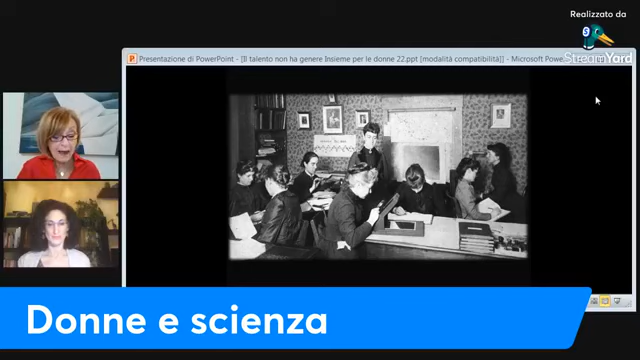 Realizzato da
StreamYard
Presentazione di PowerPoint - [Il talento non ha genere Insieme per le donne 22.ppt [modalità compatibilità]] - Microsoft
Donne e scienza